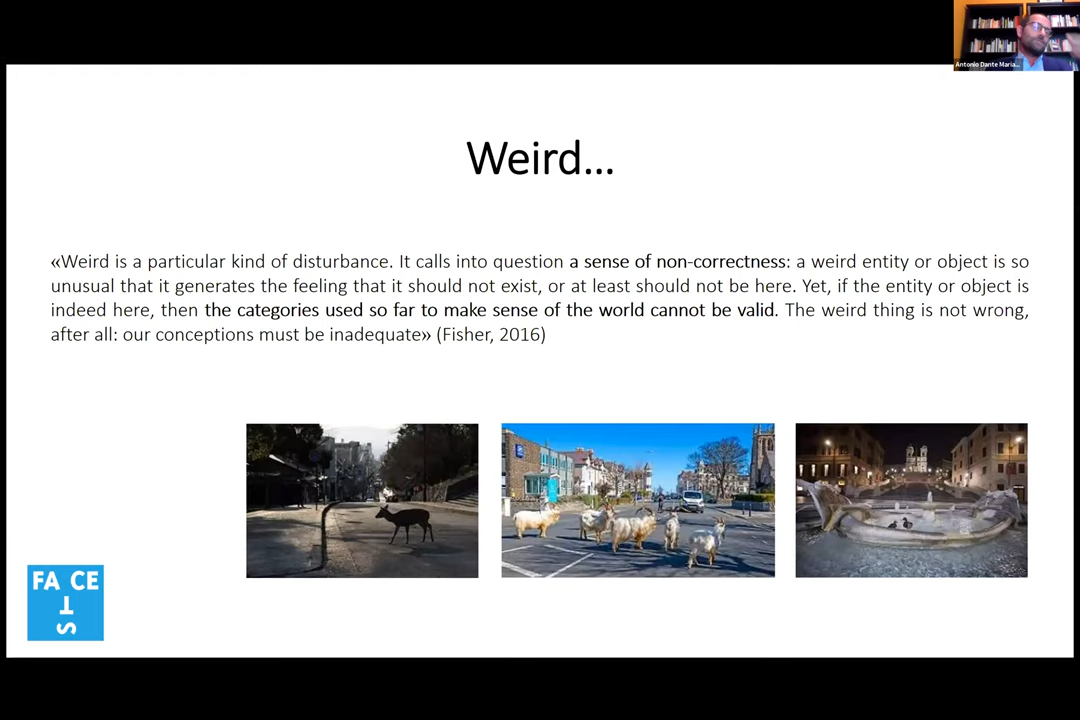 Antonio Dante Maria...
Weird...
«Weird is a particular kind of disturbance. It calls into question a sense of non-correctness: a weird entity or object is so
unusual that it generates the feeling that it should not exist, or at least should not be here. Yet, if the entity or object is
indeed here, then the categories used so far to make sense of the world cannot be valid. The weird thing is not wrong,
after all: our conceptions must be inadequate» (Fisher, 2016)
FA CE
T
S